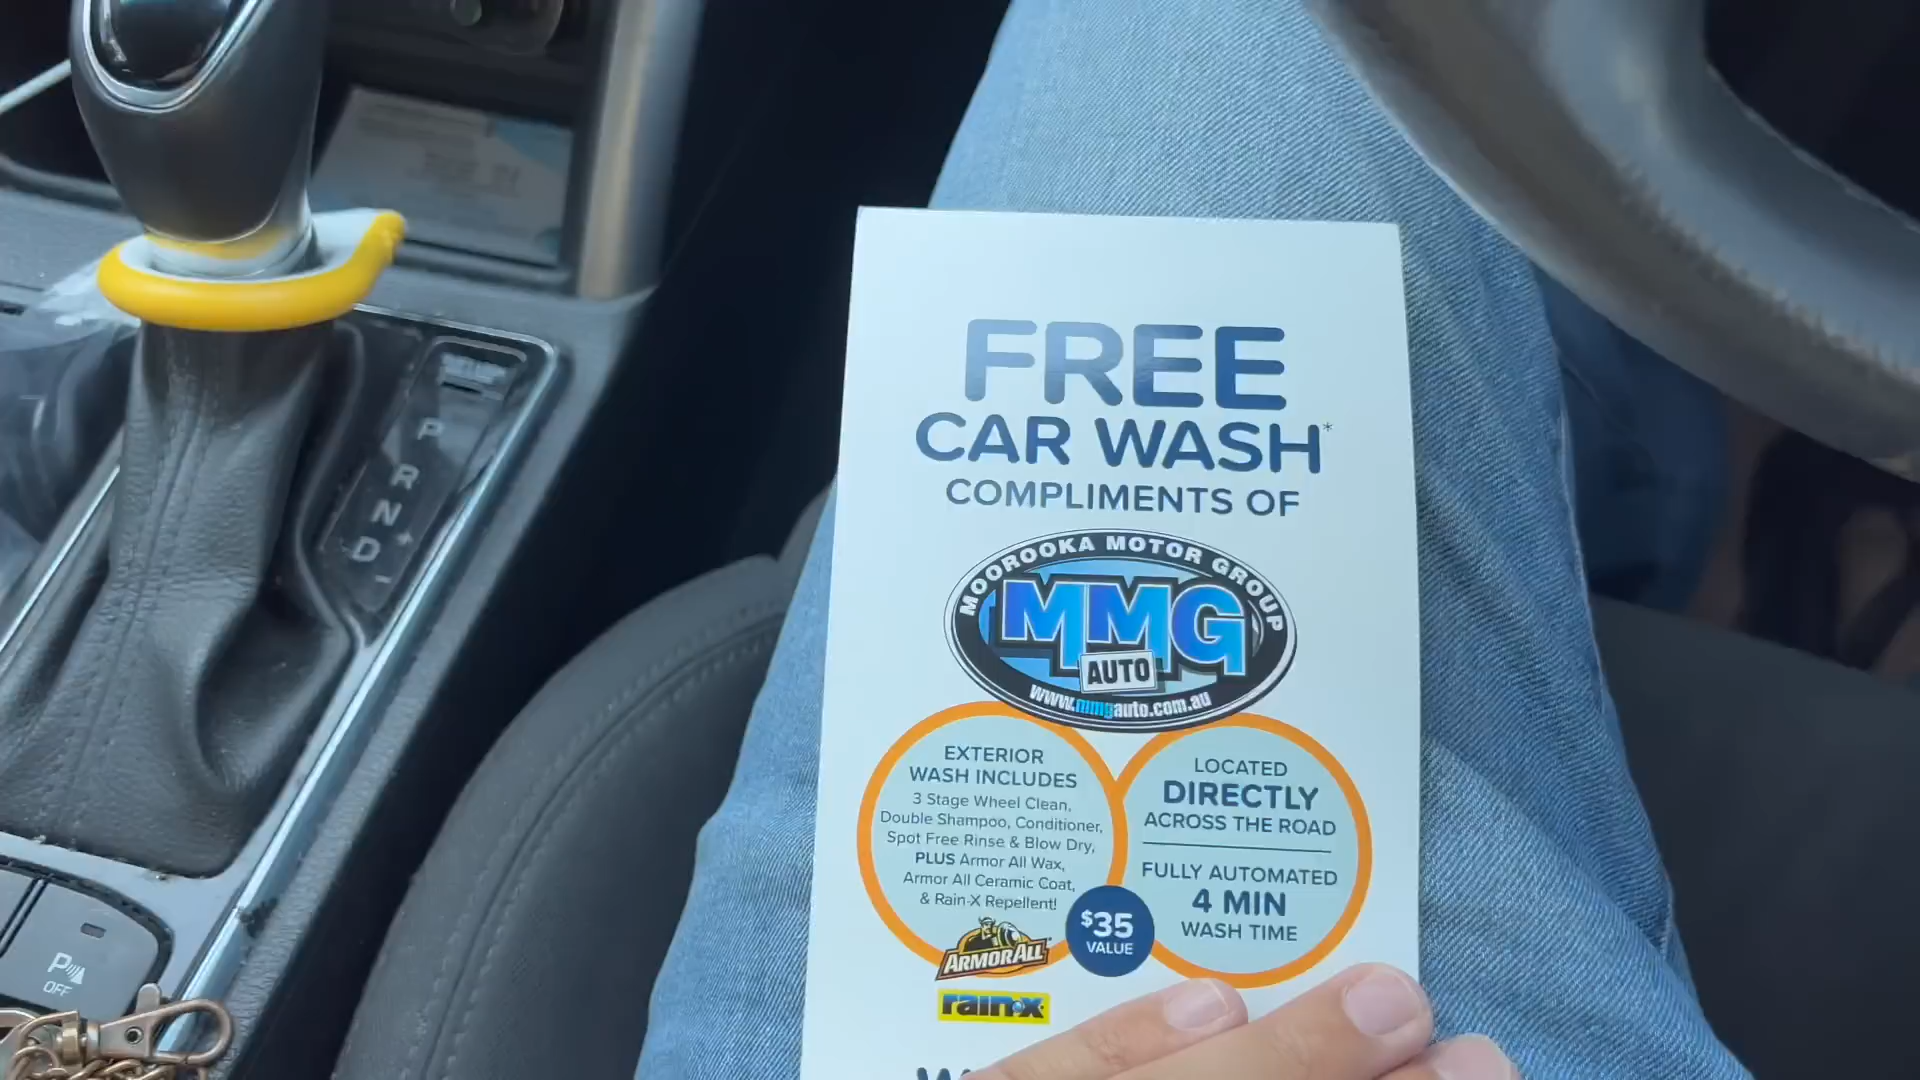 FREE
CAR WASH*
COMPLIMENTS OF
MOOROOKA MOTOR GROUP
MMG
AUTO
www.mmgauto.com.au
EXTERIOR
WASH INCLUDES
3 Stage Wheel Clean,
Double Shampoo, Conditioner,
Spot Free Rinse & Blow Dry,
PLUS Armor All Wax,
Armor All Ceramic Coat,
& Rain-X Repellent!
ARMORALL
rain-x
$35
VALUE
LOCATED
DIRECTLY
ACROSS THE ROAD
FULLY AUTOMATED
4 MIN
WASH TIME
P
R
N
D
+
-
P
OFF